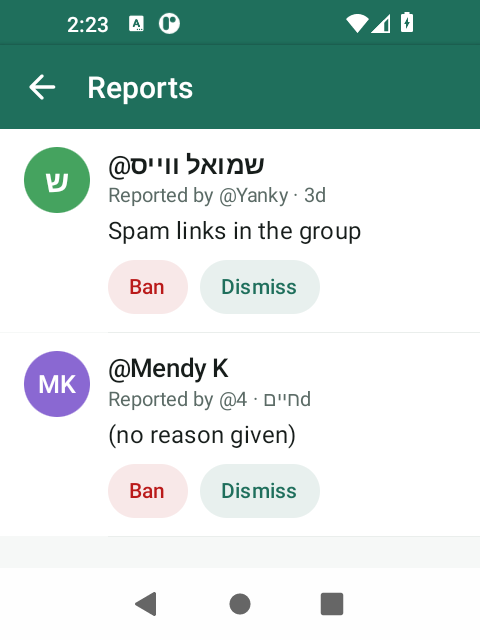 2:23
A
Reports
ש
@שמואל ווייס
Reported by @Yanky · 3d
Spam links in the group
Ban
Dismiss
MK
@Mendy K
Reported by @חיים · 4d
(no reason given)
Ban
Dismiss